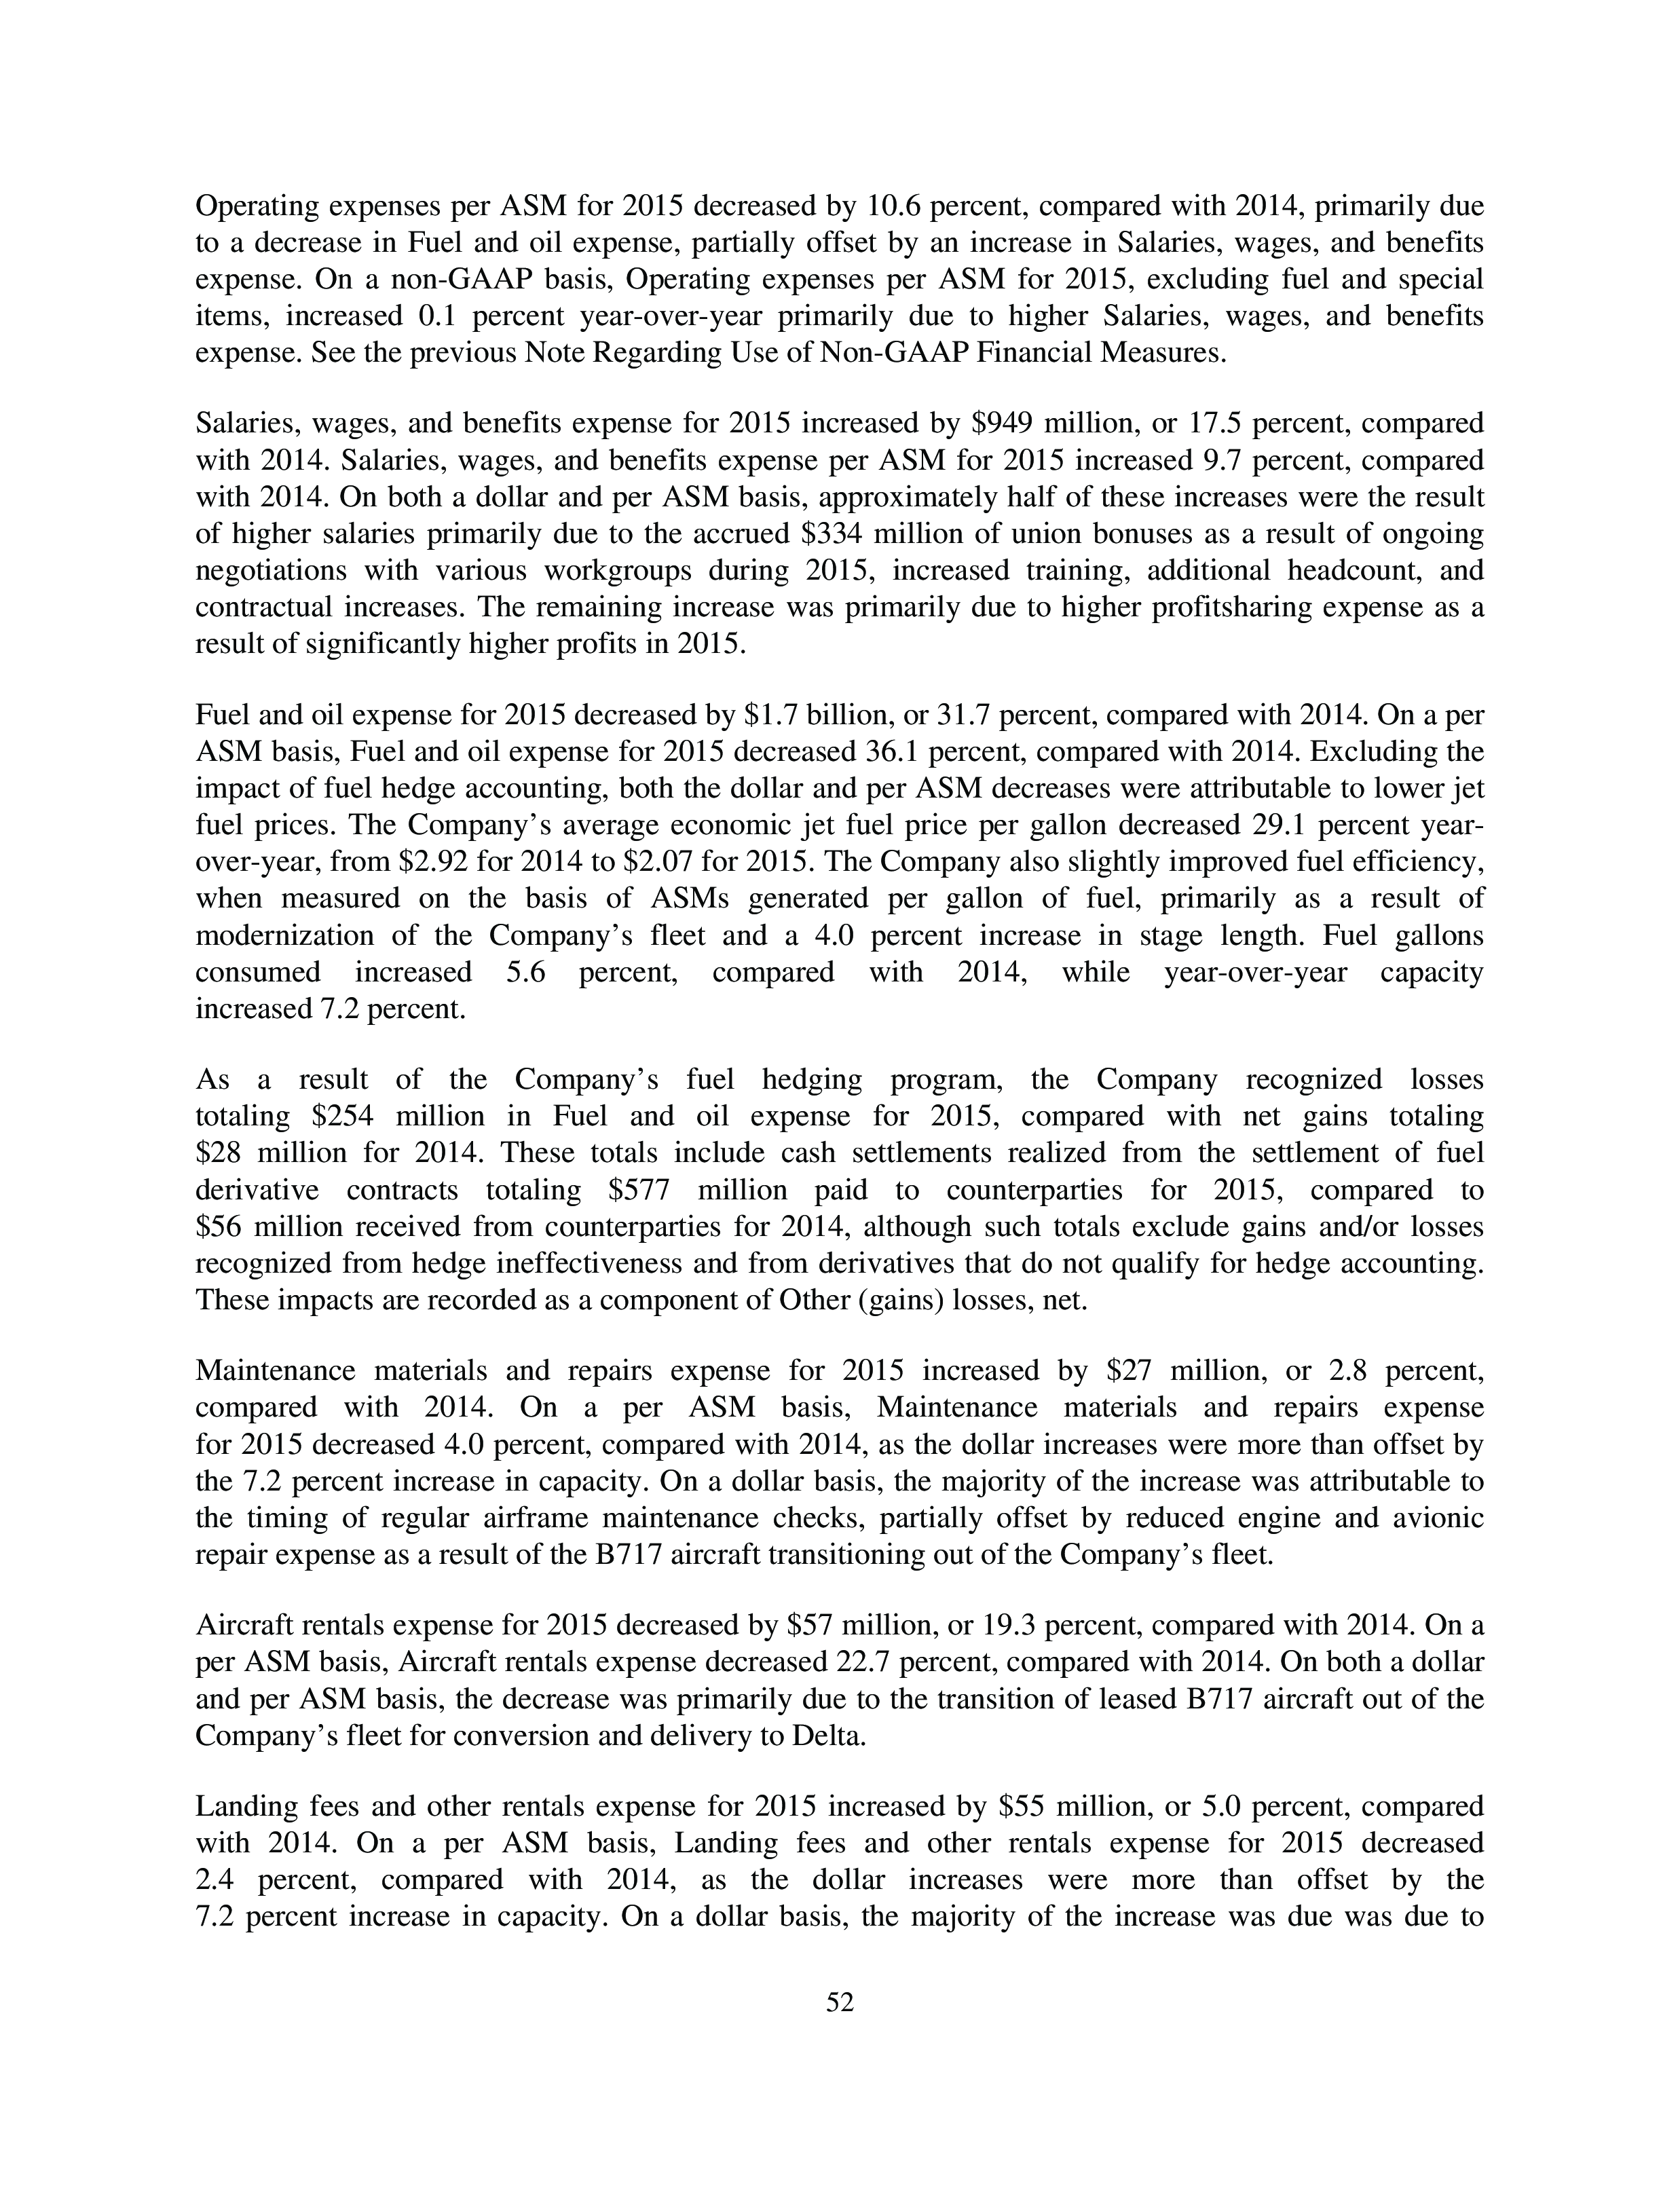 Operating expenses per ASM for 2015 decreased by 10.6 percent, compared with 2014, primarily due
to a decrease in Fuel and oil expense, partially offset by an increase in Salaries, wages, and benefits
expense. On a non-GAAP basis, Operating expenses per ASM for 2015, excluding fuel and special
items, increased 0.1 percent year-over-year primarily due to higher Salaries, wages, and benefits
expense. See the previous Note Regarding Use of Non-GAAP Financial Measures.
Salaries, wages, and benefits expense for 2015 increased by $949 million, or 17.5 percent, compared
with 2014. Salaries, wages, and benefits expense per ASM for 2015 increased 9.7 percent, compared
with 2014. On both a dollar and per ASM basis, approximately half of these increases were the result
of higher salaries primarily due to the accrued $334 million of union bonuses as a result of ongoing
negotiations with various workgroups during 2015, increased training, additional headcount, and
contractual increases. The remaining increase was primarily due to higher profitsharing expense as a
result of significantly higher profits in 2015.
Fuel and oil expense for 2015 decreased by $1.7 billion, or 31.7 percent, compared with 2014. On a per
ASM basis, Fuel and oil expense for 2015 decreased 36.1 percent, compared with 2014. Excluding the
impact of fuel hedge accounting, both the dollar and per ASM decreases were attributable to lower jet
fuel prices. The Company's average economic jet fuel price per gallon decreased 29.1 percent year-
over-year, from $2.92 for 2014 to $2.07 for 2015. The Company also slightly improved fuel efficiency,
when measured on the basis of ASMs generated per gallon of fuel, primarily as a result of
modernization of the Company's fleet and a 4.0 percent increase in stage length. Fuel gallons
consumed increased 5.6 percent, compared with 2014, while year-over-year capacity
increased 7.2 percent.
As a result of the Company's fuel hedging program, the Company recognized losses
totaling $254 million in Fuel and oil expense for 2015, compared with net gains totaling
$28 million for 2014. These totals include cash settlements realized from the settlement of fuel
derivative contracts totaling $577 million paid to counterparties for 2015, compared to
$56 million received from counterparties for 2014, although such totals exclude gains and/or losses
recognized from hedge ineffectiveness and from derivatives that do not qualify for hedge accounting.
These impacts are recorded as a component of Other (gains) losses, net.
Maintenance materials and repairs expense for 2015 increased by $27 million, or 2.8 percent,
compared with 2014. On a per ASM basis, Maintenance materials and repairs expense
for 2015 decreased 4.0 percent, compared with 2014, as the dollar increases were more than offset by
the 7.2 percent increase in capacity. On a dollar basis, the majority of the increase was attributable to
the timing of regular airframe maintenance checks, partially offset by reduced engine and avionic
repair expense as a result of the B717 aircraft transitioning out of the Company's fleet.
Aircraft rentals expense for 2015 decreased by $57 million, or 19.3 percent, compared with 2014. On a
per ASM basis, Aircraft rentals expense decreased 22.7 percent, compared with 2014. On both a dollar
and per ASM basis, the decrease was primarily due to the transition of leased B717 aircraft out of the
Company's fleet for conversion and delivery to Delta.
Landing fees and other rentals expense for 2015 increased by $55 million, or 5.0 percent, compared
with 2014. On a per ASM basis, Landing fees and other rentals expense for 2015 decreased
2.4 percent, compared with 2014, as the dollar increases were more than offset by the
7.2 percent increase in capacity. On a dollar basis, the majority of the increase was due was due to
52